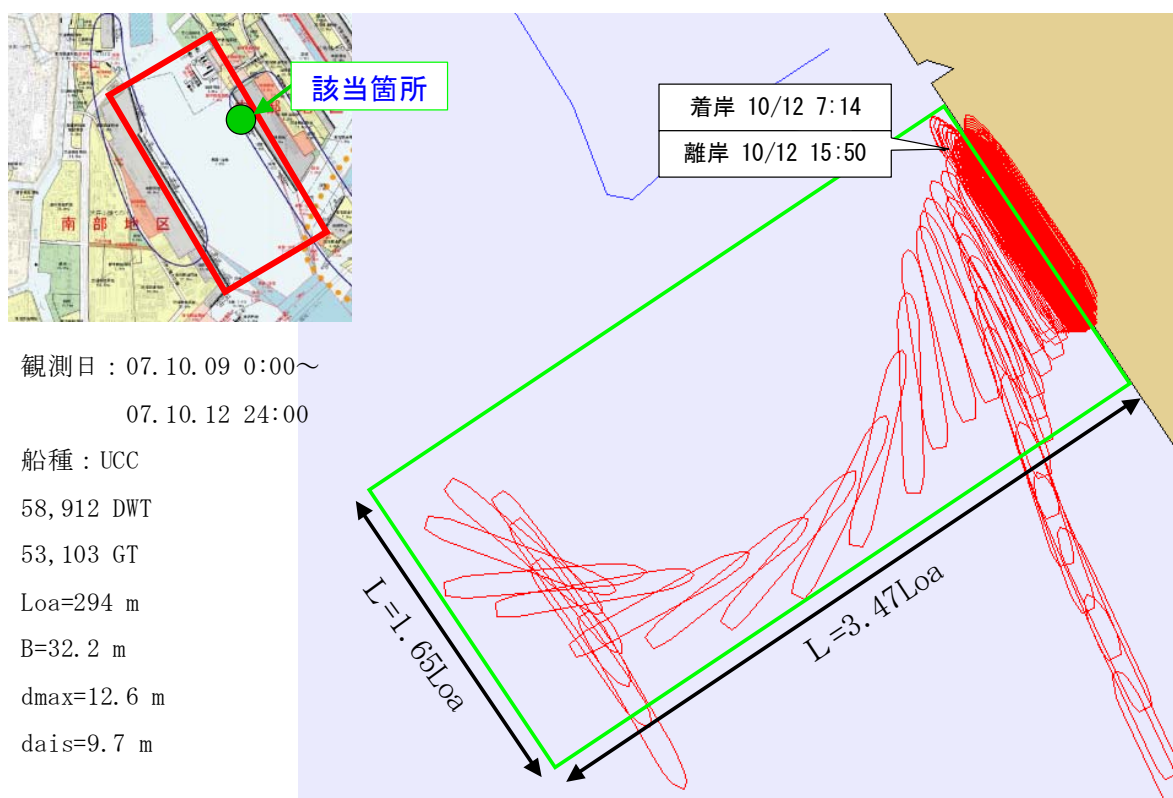 該当箇所
南部地区
着岸 10/12 7:14
離岸 10/12 15:50
観測日：07.10.09 0:00～
07.10.12 24:00
船種：UCC
58,912 DWT
53,103 GT
Loa=294 m
B=32.2 m
dmax=12.6 m
dais=9.7 m
L=1.65Loa
L=3.47Loa